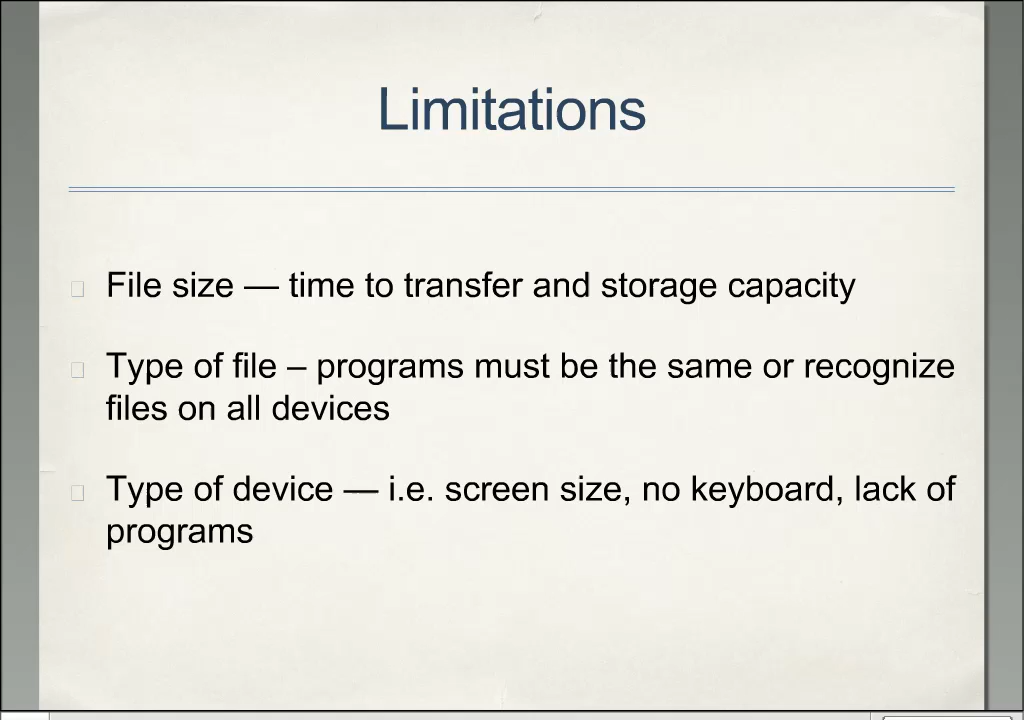 Limitations
File size — time to transfer and storage capacity
Type of file – programs must be the same or recognize
files on all devices
Type of device — i.e. screen size, no keyboard, lack of
programs